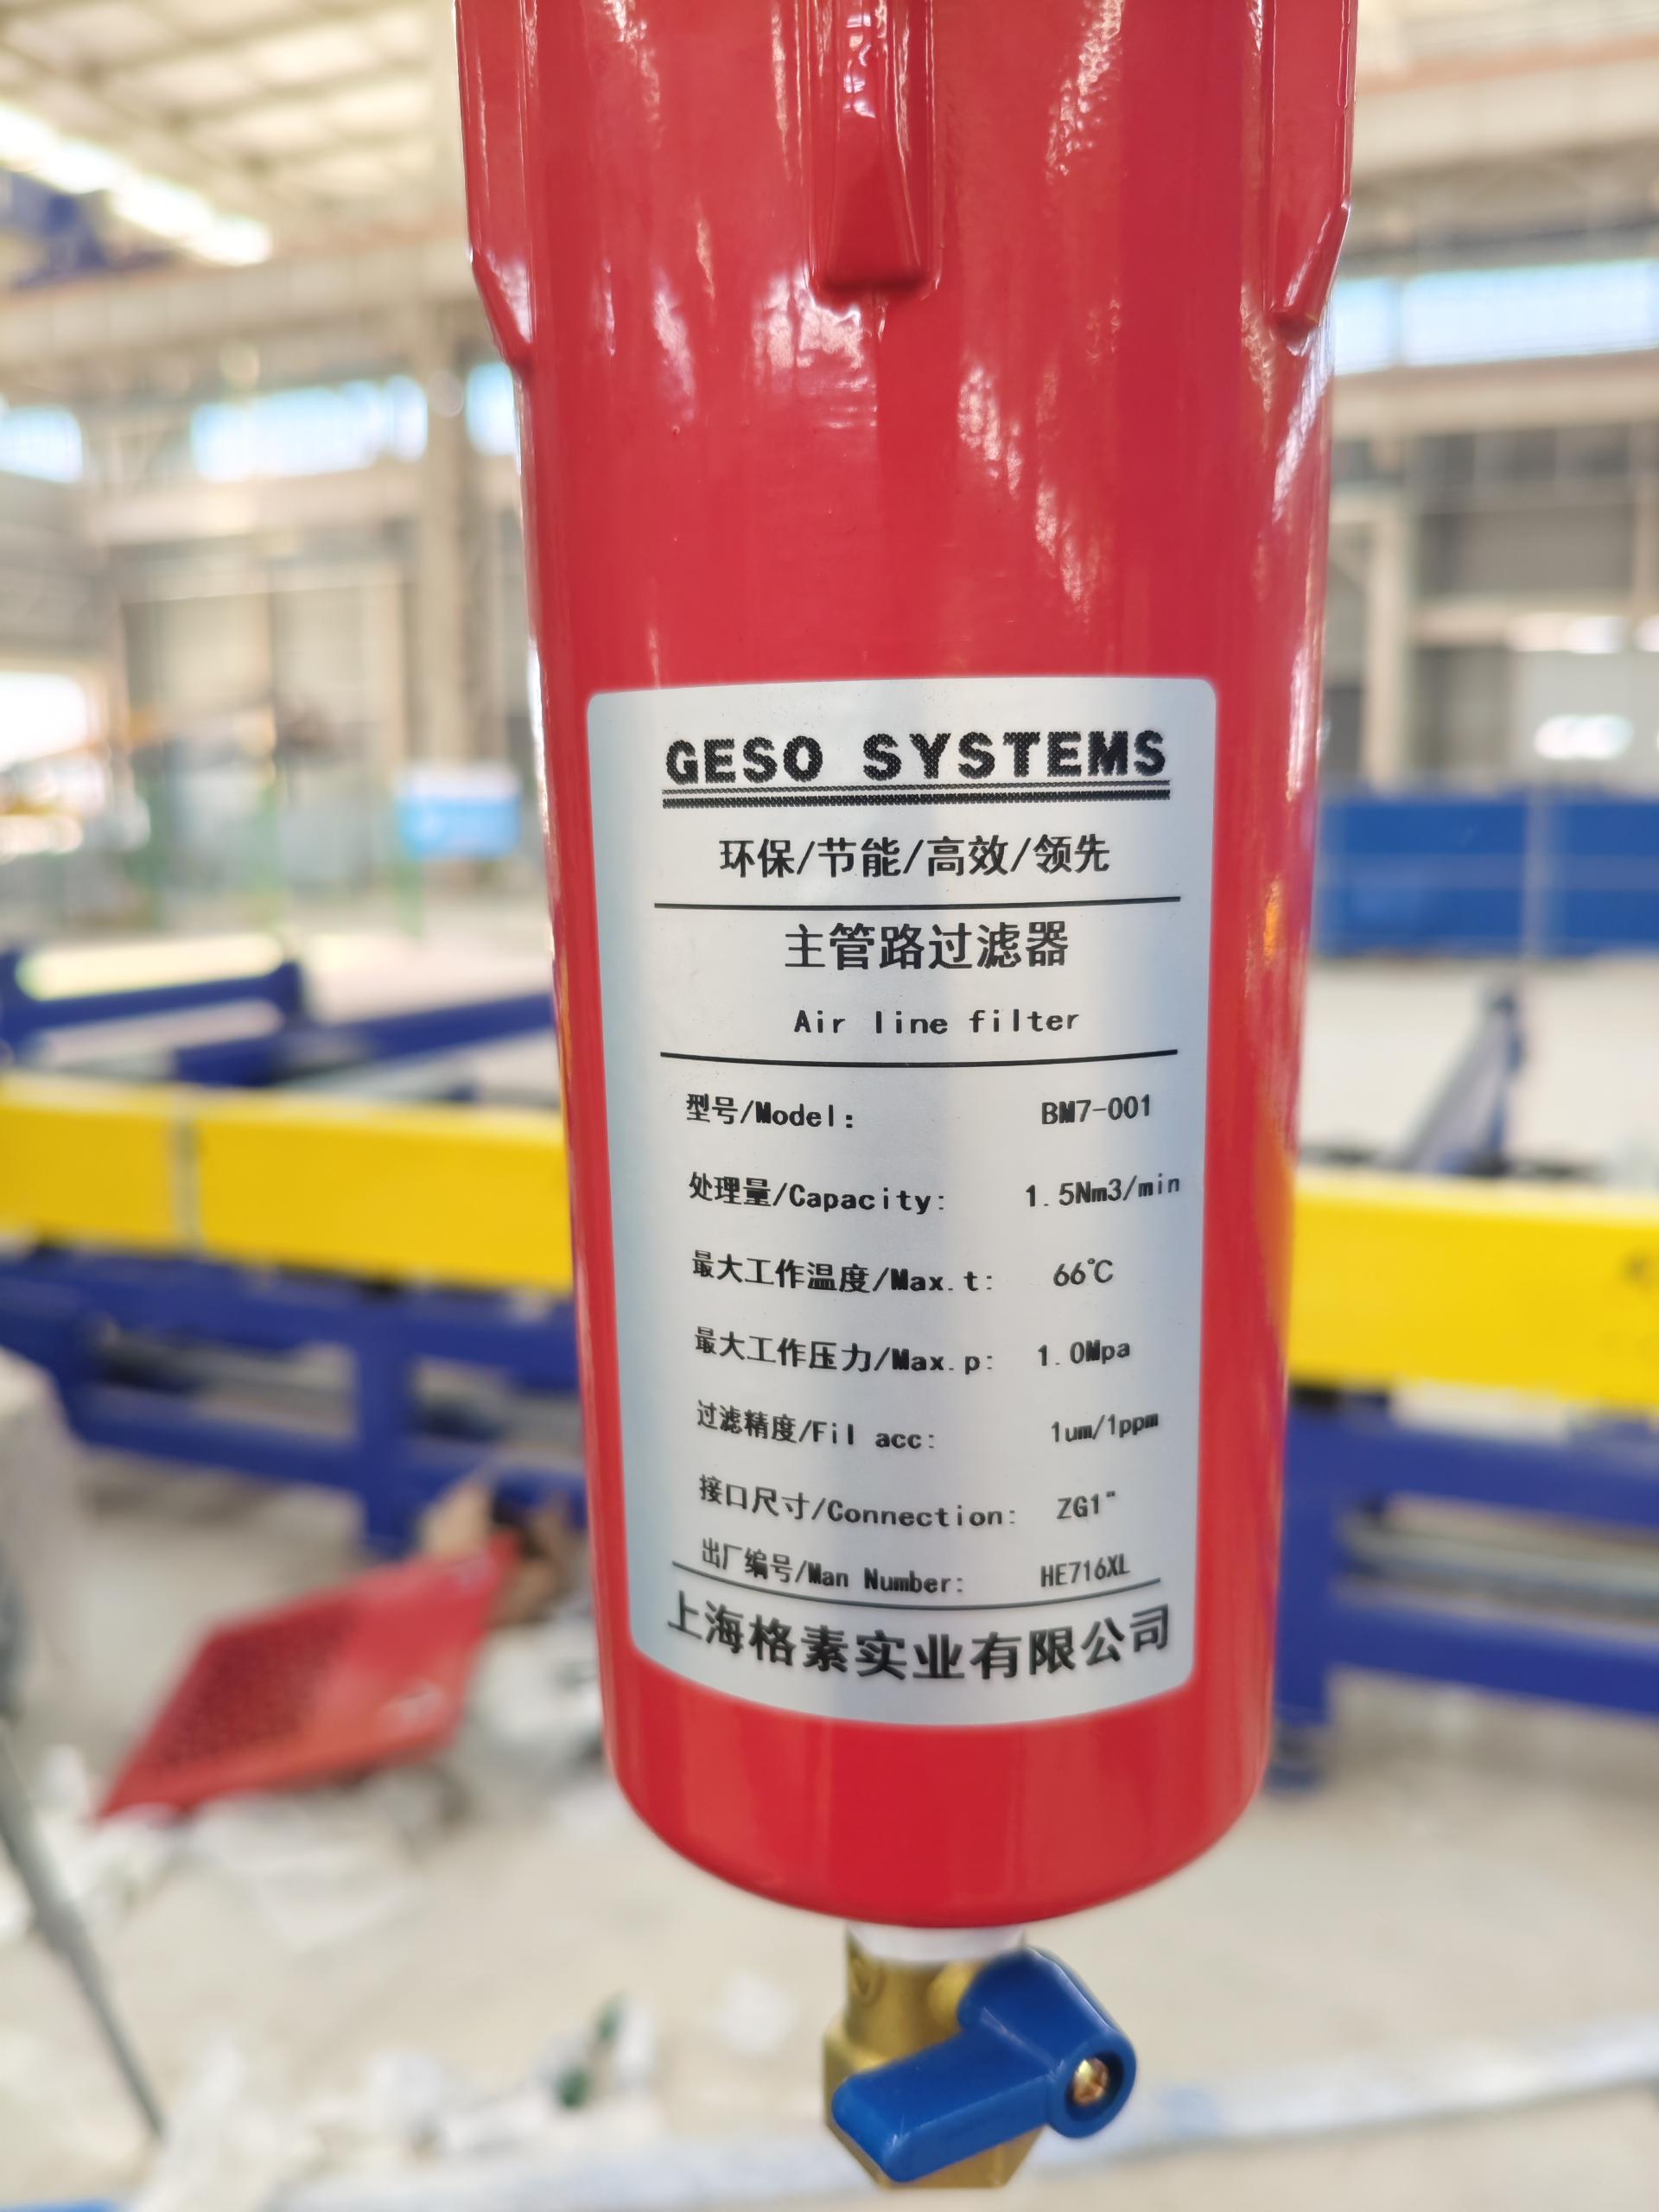 GESO SYSTEMS
环保/节能/高效/领先
主管路过滤器
Air line filter
型号/Model: BM7-001
处理量/Capacity: 1.5Nm3/min
最大工作温度/Max.t: 66℃
最大工作压力/Max.p: 1.0Mpa
过滤精度/Fil acc: 1um/1ppm
接口尺寸/Connection: ZG1"
出厂编号/Man Number: HE716XL
上海格素实业有限公司